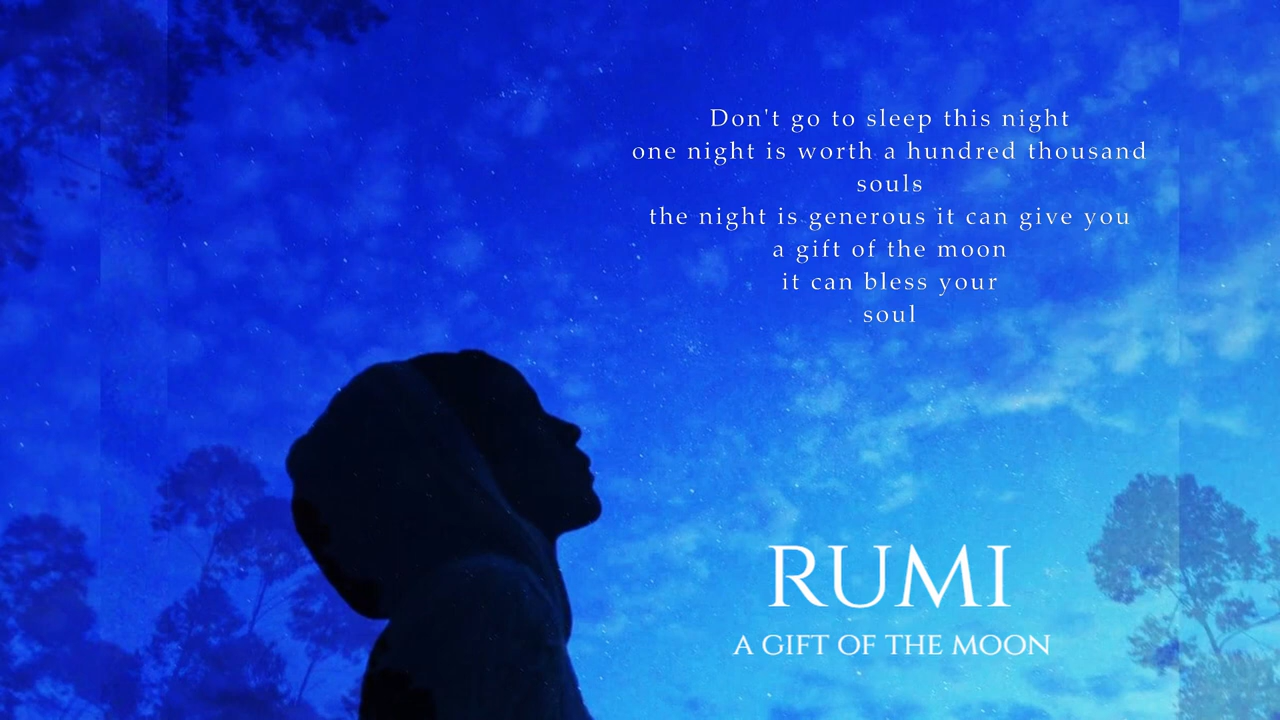 Don't go to sleep this night
one night is worth a hundred thousand
souls
the night is generous it can give you
a gift of the moon
it can bless your
soul
RUMI
A GIFT OF THE MOON